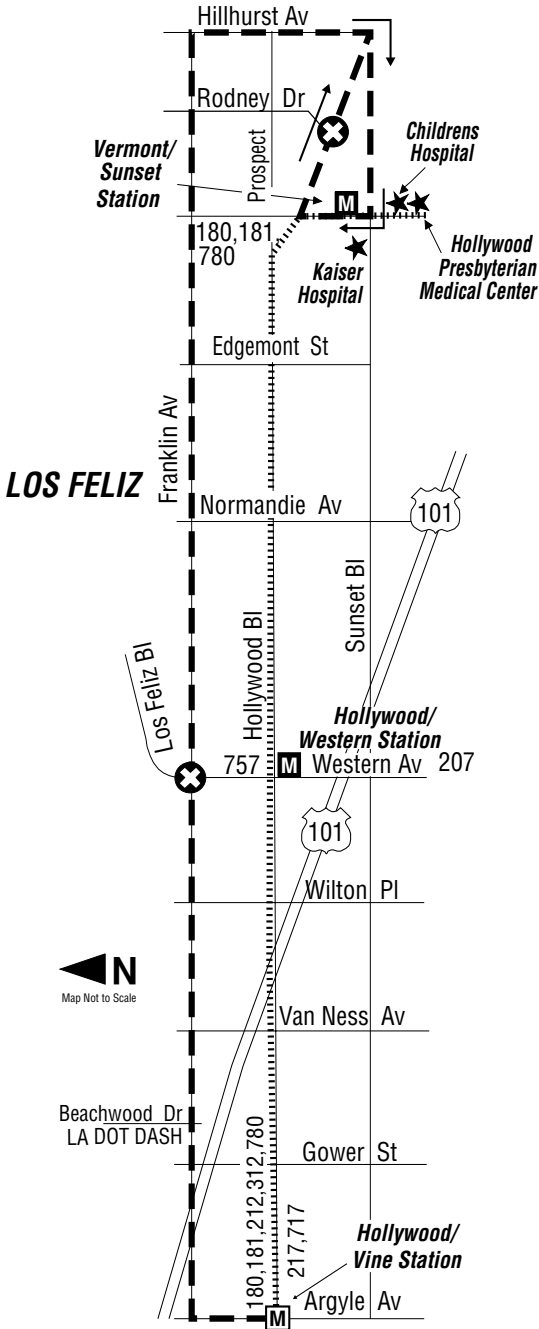 Hillhurst Av
Rodney Dr
Vermont/
Sunset
Station
Prospect
Childrens
Hospital
M
180,181,
780
Kaiser
Hospital
Hollywood
Presbyterian
Medical Center
Edgemont St
Franklin Av
LOS FELIZ
Normandie Av
101
Sunset Bl
Hollywood Bl
Los Feliz Bl
Hollywood/
Western Station
757
M
Western Av
207
101
Wilton Pl
N
Map Not to Scale
Van Ness Av
Beachwood Dr
LA DOT DASH
180,181,212,312,780
217,717
Gower St
Hollywood/
Vine Station
M
Argyle Av